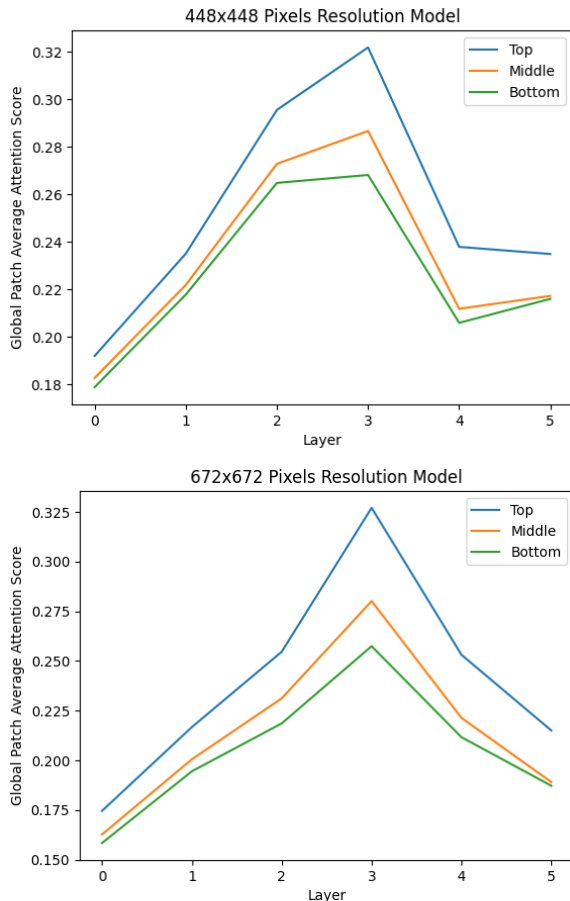 448x448 Pixels Resolution Model
Global Patch Average Attention Score
0.32
0.30
0.28
0.26
0.24
0.22
0.20
0.18
Top
Middle
Bottom
0 1 2 3 4 5
Layer
672x672 Pixels Resolution Model
Global Patch Average Attention Score
0.325
0.300
0.275
0.250
0.225
0.200
0.175
0.150
Top
Middle
Bottom
0 1 2 3 4 5
Layer